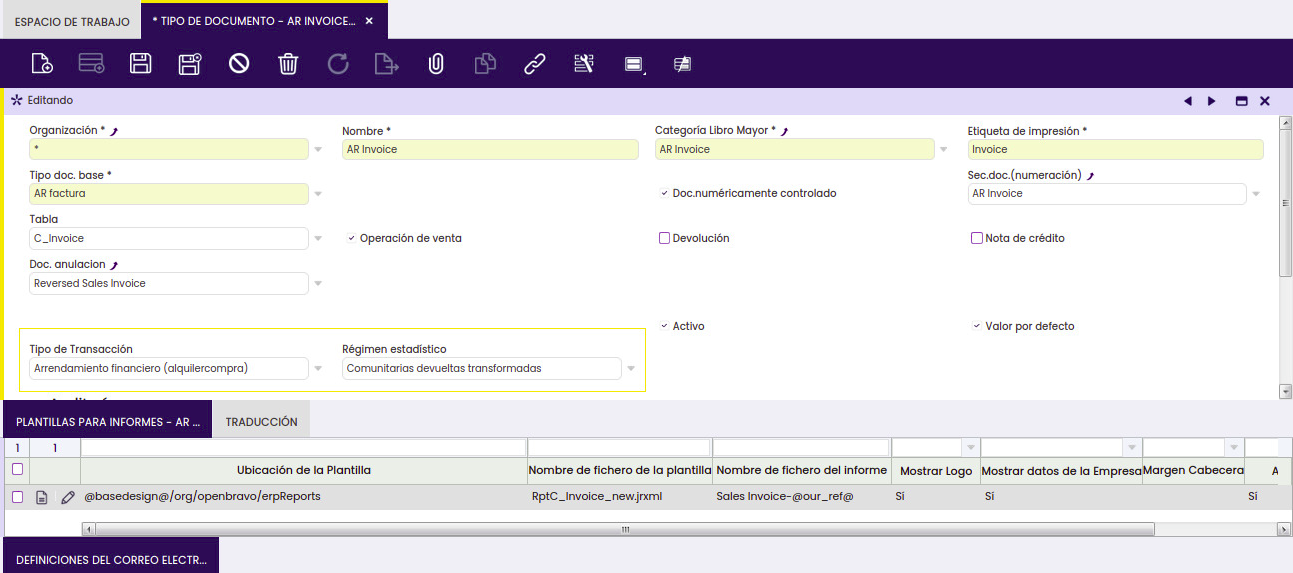 ESPACIO DE TRABAJO
* TIPO DE DOCUMENTO - AR INVOICE...
Editando
Organización * Nombre * Categoría Libro Mayor * Etiqueta de impresión *
* AR Invoice AR Invoice Invoice
Tipo doc. base * Sec.doc.(numeración)
AR factura Doc.numéricamente controlado AR Invoice
Tabla
C_Invoice Operación de venta Devolución Nota de crédito
Doc. anulacion
Reversed Sales Invoice
Activo Valor por defecto
Tipo de Transacción Régimen estadístico
Arrendamiento financiero (alquilercompra) Comunitarias devueltas transformadas
PLANTILLAS PARA INFORMES - AR ... TRADUCCIÓN
1 1
Ubicación de la Plantilla Nombre de fichero de la plantilla Nombre de fichero del informe Mostrar Logo Mostrar datos de la Empresa Margen Cabecera A
@basedesign@/org/openbravo/erpReports RptC_Invoice_new.jrxml Sales Invoice-@our_ref@ Sí Sí Sí
DEFINICIONES DEL CORREO ELECTR...